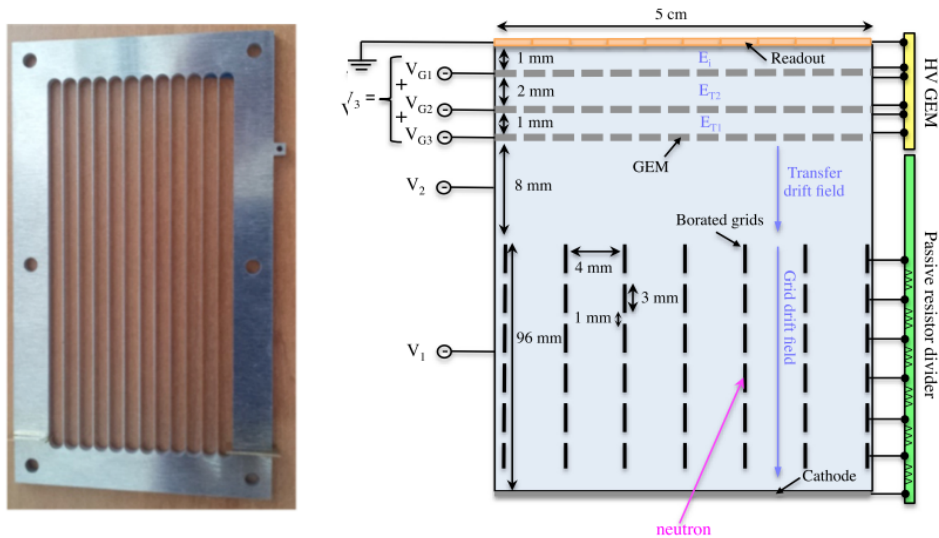 5 cm
1 mm
E_i
Readout
V_G1
+
2 mm
E_T2
V_3 =
V_G2
+
1 mm
E_T1
V_G3
GEM
HV GEM
V_2
8 mm
Transfer
drift field
Borated grids
4 mm
3 mm
1 mm
96 mm
V_1
Grid drift field
Passive resistor
divider
Cathode
neutron